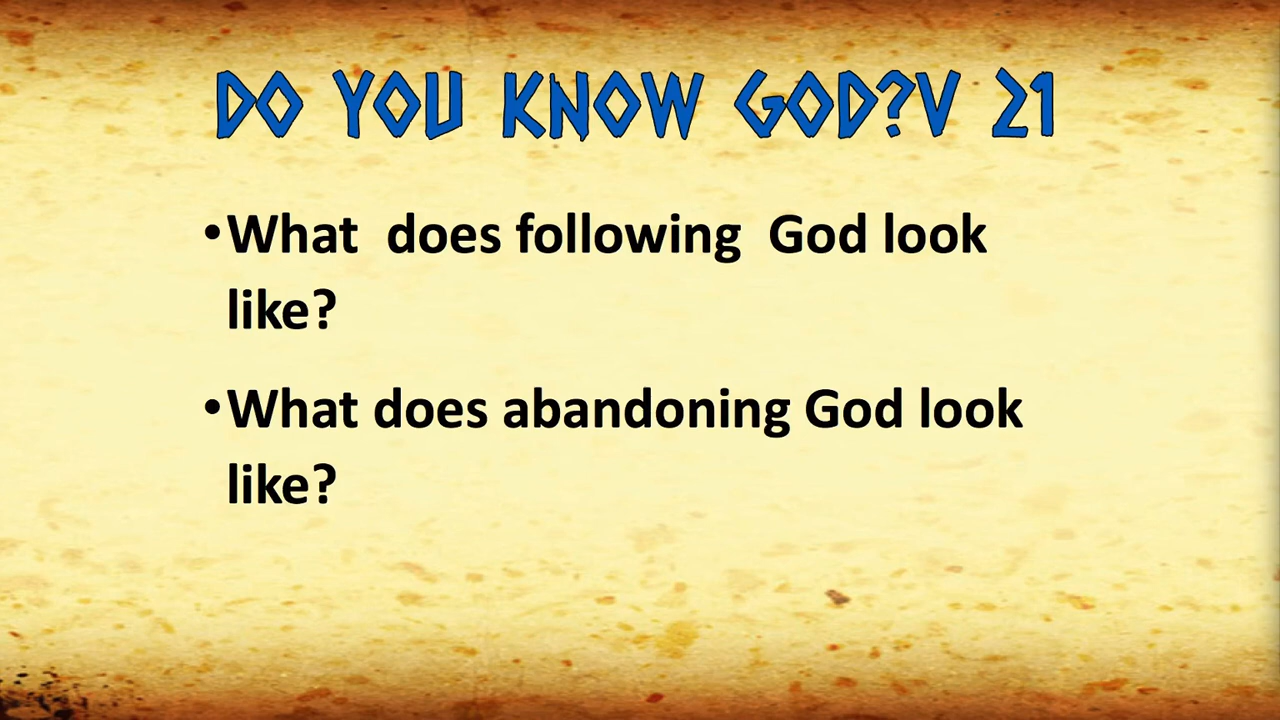 DO YOU KNOW GOD?V 21
•What  does following  God look
like?
•What does abandoning God look
like?